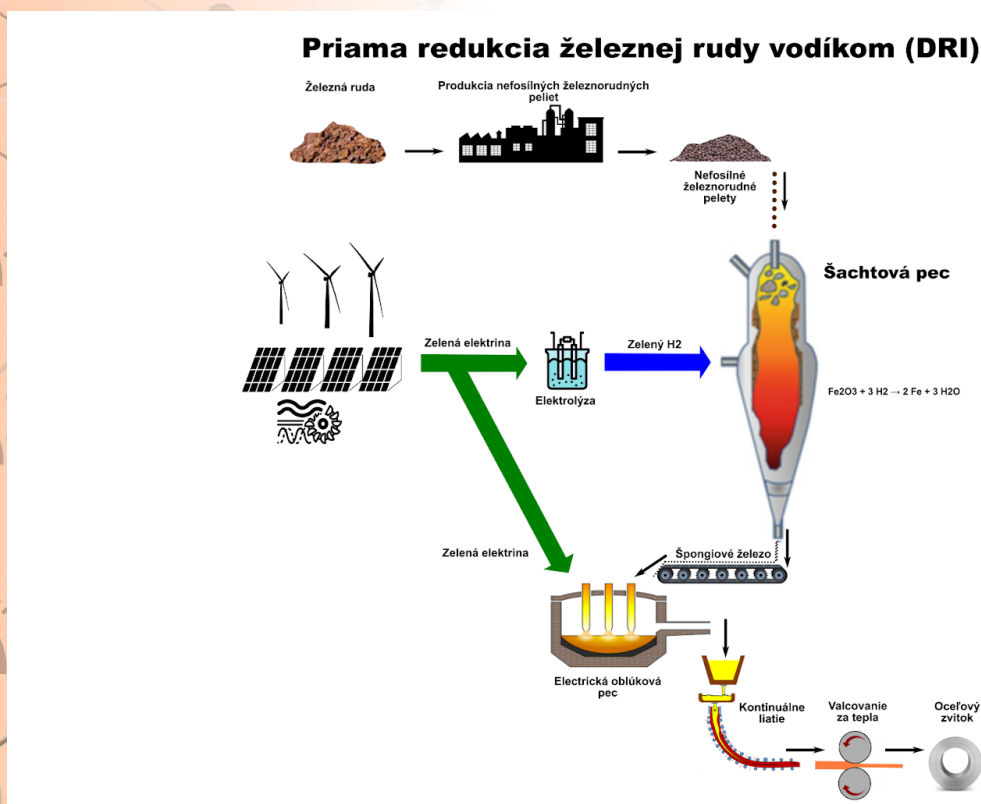 Priama redukcia železnej rudy vodíkom (DRI)
Železná ruda
Produkcia nefosílnych železnorudných
peliet
Nefosílné
železnorudné
pelety
Šachtová pec
Zelená elektrina
Zelený H2
Elektrolýza
Fe2O3 + 3 H2 → 2 Fe + 3 H2O
Zelená elektrina
Špongiové železo
Electrická oblúková
pec
Kontinuálne
liatie
Valcovanie
za tepla
Oceľový
zvitok